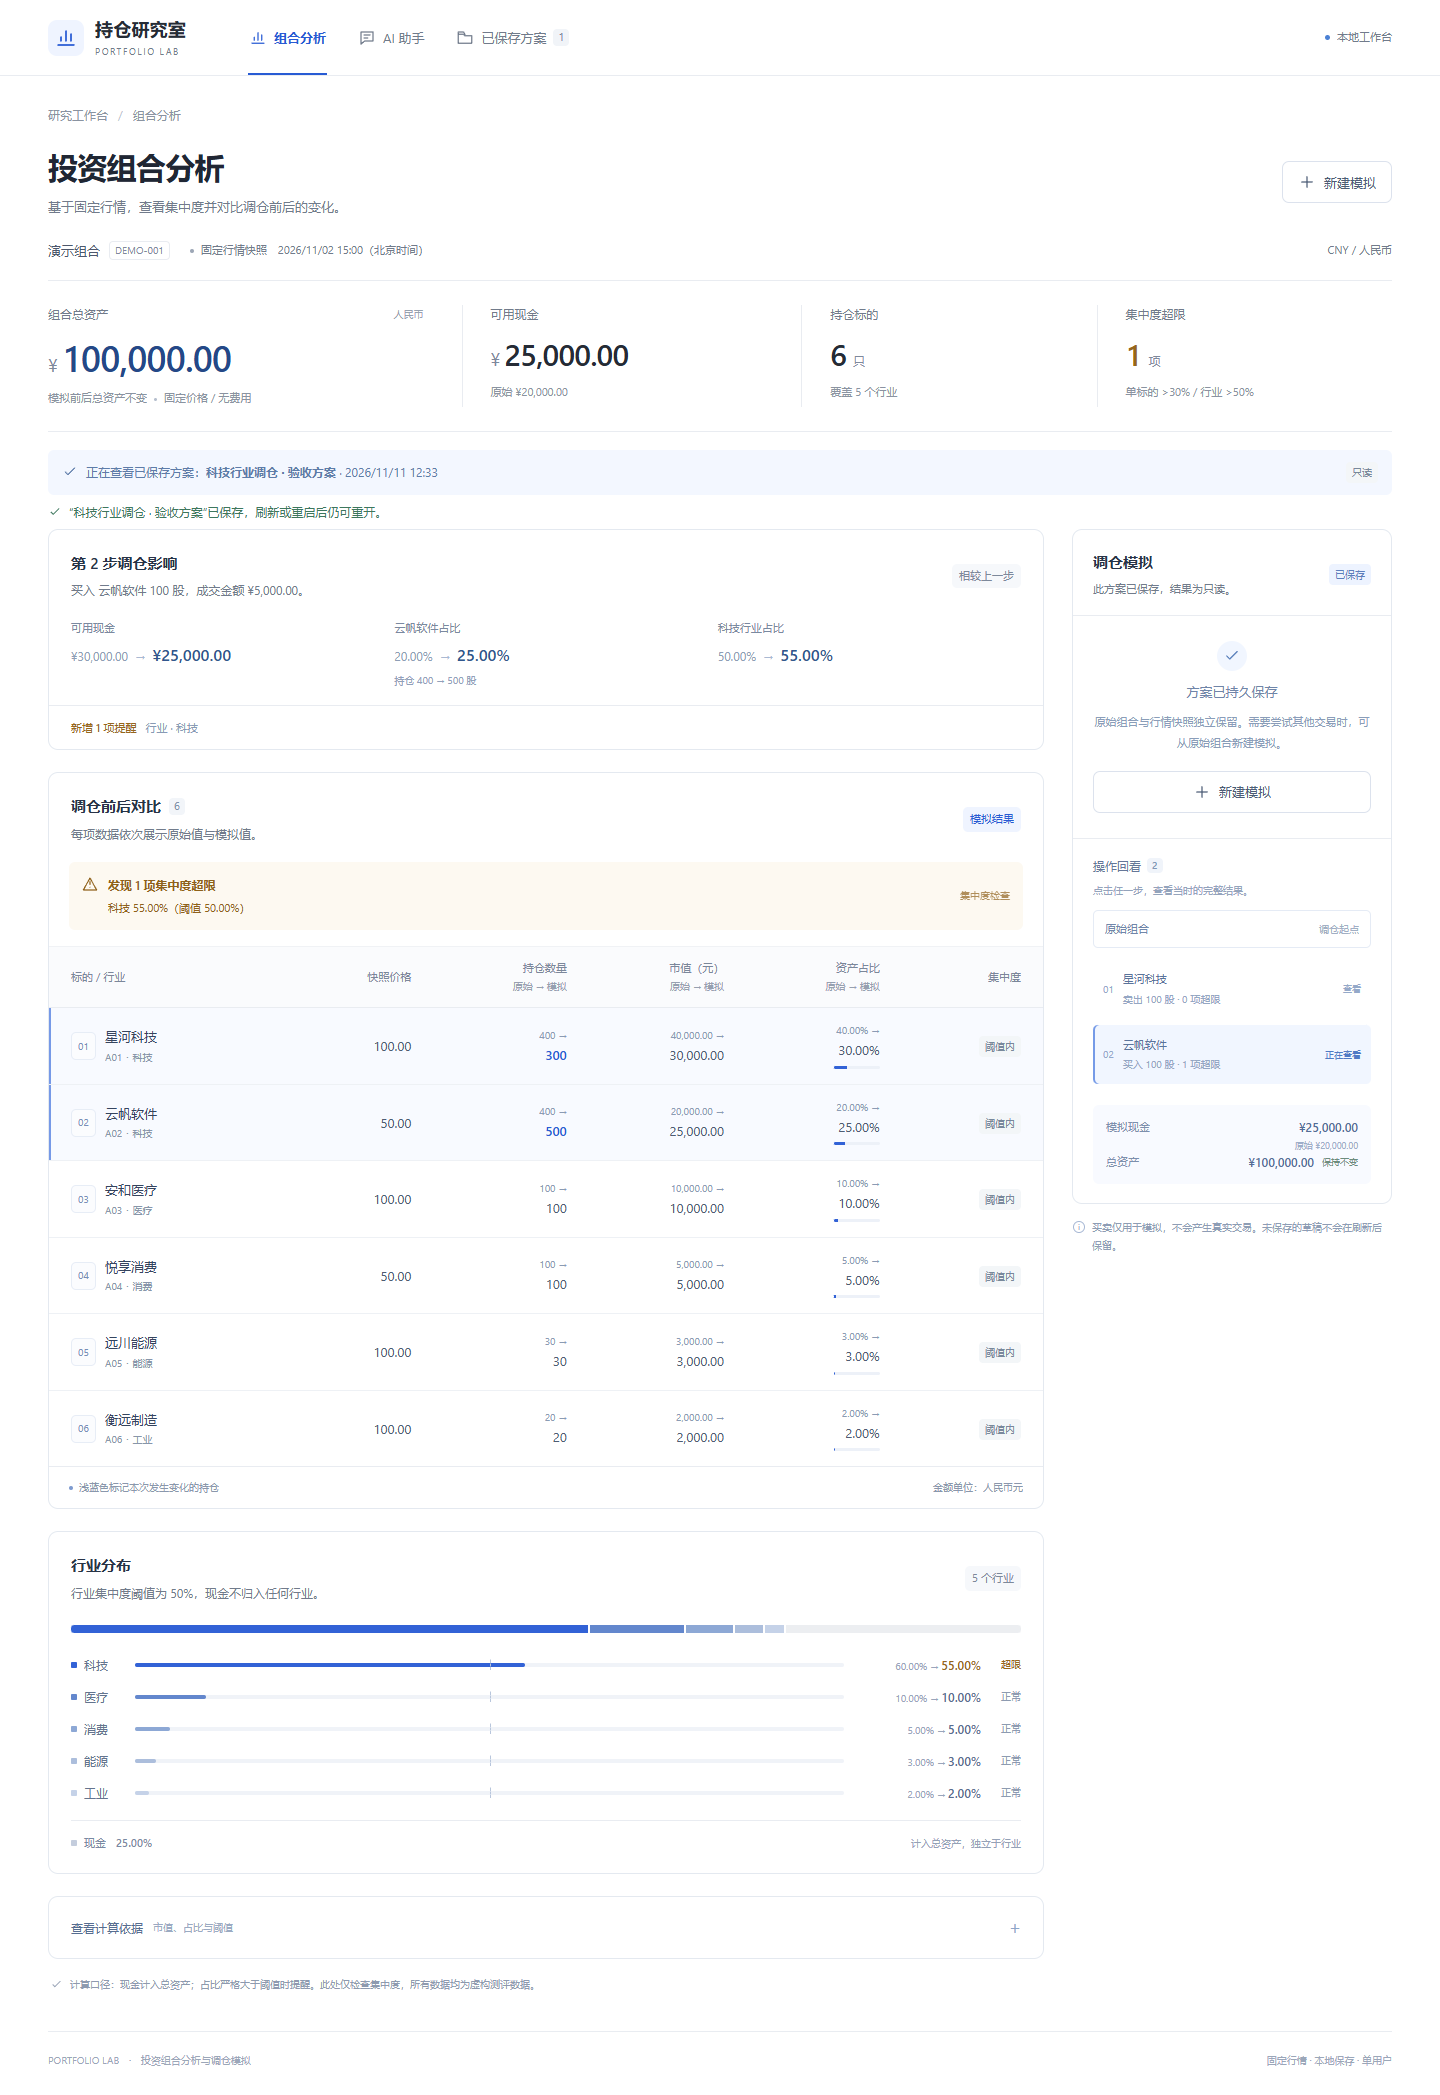 持仓研究室
PORTFOLIO LAB
组合分析
AI 助手
已保存方案 1
本地工作台
研究工作台 / 组合分析
投资组合分析
基于固定行情，查看集中度并对比调仓前后的变化。
+ 新建模拟
演示组合 DEMO-001 固定行情快照 2026/11/02 15:00（北京时间）
CNY / 人民币
组合总资产 人民币
¥ 100,000.00
模拟前后总资产不变 • 固定价格 / 无费用
可用现金
¥ 25,000.00
原始 ¥20,000.00
持仓标的
6 只
覆盖 5 个行业
集中度超限
1 项
单标的 >30% / 行业 >50%
正在查看已保存方案：科技行业调仓 · 验收方案 · 2026/11/11 12:33
只读
“科技行业调仓 · 验收方案”已保存，刷新或重启后仍可重开。
第 2 步调仓影响
买入 云帆软件 100 股，成交金额 ¥5,000.00。
相较上一步
可用现金
¥30,000.00 → ¥25,000.00
云帆软件占比
20.00% → 25.00%
持仓 400 → 500 股
科技行业占比
50.00% → 55.00%
新增 1 项提醒 行业 · 科技
调仓前后对比 6
每项数据依次展示原始值与模拟值。
模拟结果
发现 1 项集中度超限
科技 55.00%（阈值 50.00%）
集中度检查
标的 / 行业 快照价格 持仓数量 市值（元） 资产占比 集中度
原始 → 模拟 原始 → 模拟 原始 → 模拟
01 星河科技 A01 · 科技 100.00 400 → 300 40,000.00 → 30,000.00 40.00% → 30.00% 阈值内
02 云帆软件 A02 · 科技 50.00 400 → 500 20,000.00 → 25,000.00 20.00% → 25.00% 阈值内
03 安和医疗 A03 · 医疗 100.00 100 → 100 10,000.00 → 10,000.00 10.00% → 10.00% 阈值内
04 悦享消费 A04 · 消费 50.00 100 → 100 5,000.00 → 5,000.00 5.00% → 5.00% 阈值内
05 远川能源 A05 · 能源 100.00 30 → 30 3,000.00 → 3,000.00 3.00% → 3.00% 阈值内
06 衡远制造 A06 · 工业 100.00 20 → 20 2,000.00 → 2,000.00 2.00% → 2.00% 阈值内
浅蓝色标记本次发生变化的持仓
金额单位：人民币元
行业分布
行业集中度阈值为 50%，现金不归入任何行业。
5 个行业
科技 60.00% → 55.00% 超限
医疗 10.00% → 10.00% 正常
消费 5.00% → 5.00% 正常
能源 3.00% → 3.00% 正常
工业 2.00% → 2.00% 正常
现金 25.00%
计入总资产，独立于行业
查看计算依据 市值、占比与阈值 +
计算口径：现金计入总资产；占比严格大于阈值时提醒。此处仅检查集中度，所有数据均为虚构测评数据。
调仓模拟
此方案已保存，结果为只读。
已保存
方案已持久保存
原始组合与行情快照独立保留。需要尝试其他交易时，可
从原始组合新建模拟。
+ 新建模拟
操作回看 2
点击任一步，查看当时的完整结果。
原始组合 调仓起点
01 星河科技
卖出 100 股 · 0 项超限
查看
02 云帆软件
买入 100 股 · 1 项超限
正在查看
模拟现金 ¥25,000.00
原始 ¥20,000.00
总资产 ¥100,000.00 保持不变
买卖仅用于模拟，不会产生真实交易。未保存的草稿不会在刷新后
保留。
PORTFOLIO LAB · 投资组合分析与调仓模拟
固定行情 · 本地保存 · 单用户